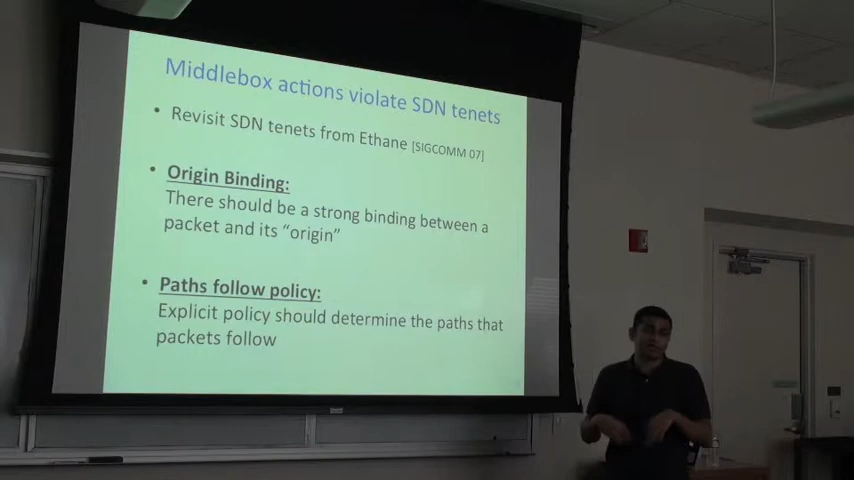 Middlebox actions violate SDN tenets
• Revisit SDN tenets from Ethane [SIGCOMM 07]
• Origin Binding:
There should be a strong binding between a
packet and its “origin”
• Paths follow policy:
Explicit policy should determine the paths that
packets follow